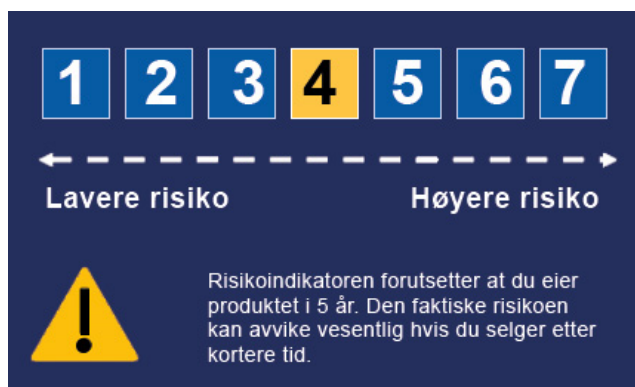 1 2 3 4 5 6 7
Lavere risiko Høyere risiko
Risikoindikatoren forutsetter at du eier
produktet i 5 år. Den faktiske risikoen
kan avvike vesentlig hvis du selger etter
kortere tid.